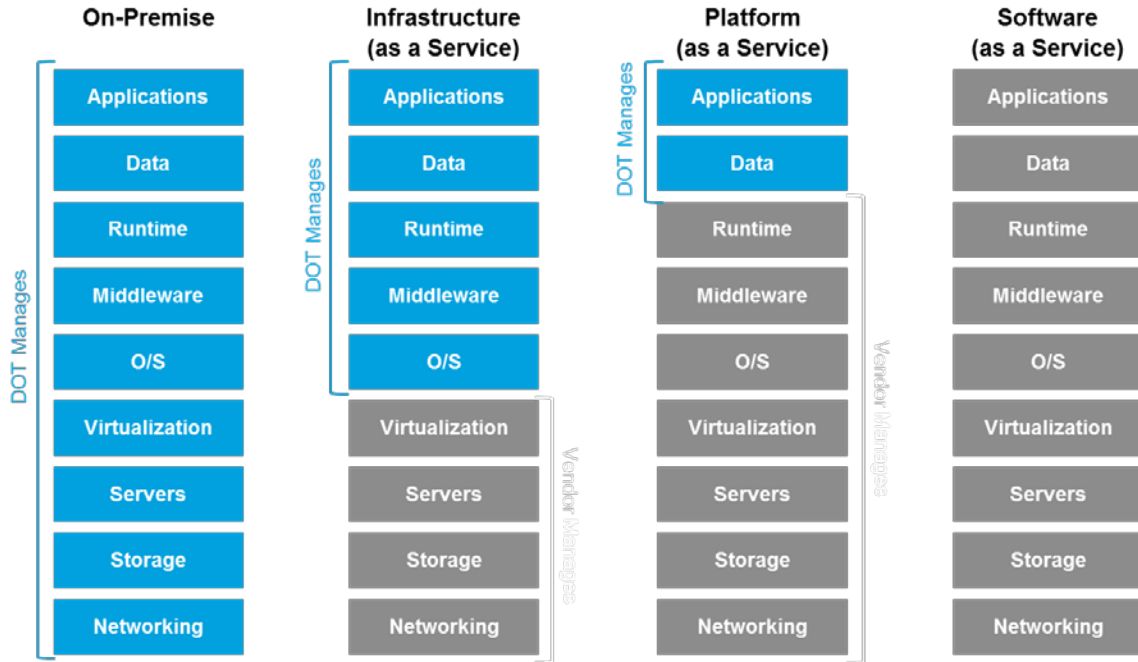 On-Premise
Infrastructure
(as a Service)
Platform
(as a Service)
Software
(as a Service)
DOT Manages
Applications
Data
Runtime
Middleware
O/S
Virtualization
Servers
Storage
Networking
DOT Manages
Applications
Data
Runtime
Middleware
O/S
Virtualization
Servers
Storage
Networking
Vendor Manages
DOT Manages
Applications
Data
Runtime
Middleware
O/S
Virtualization
Servers
Storage
Networking
Vendor Manages
Applications
Data
Runtime
Middleware
O/S
Virtualization
Servers
Storage
Networking